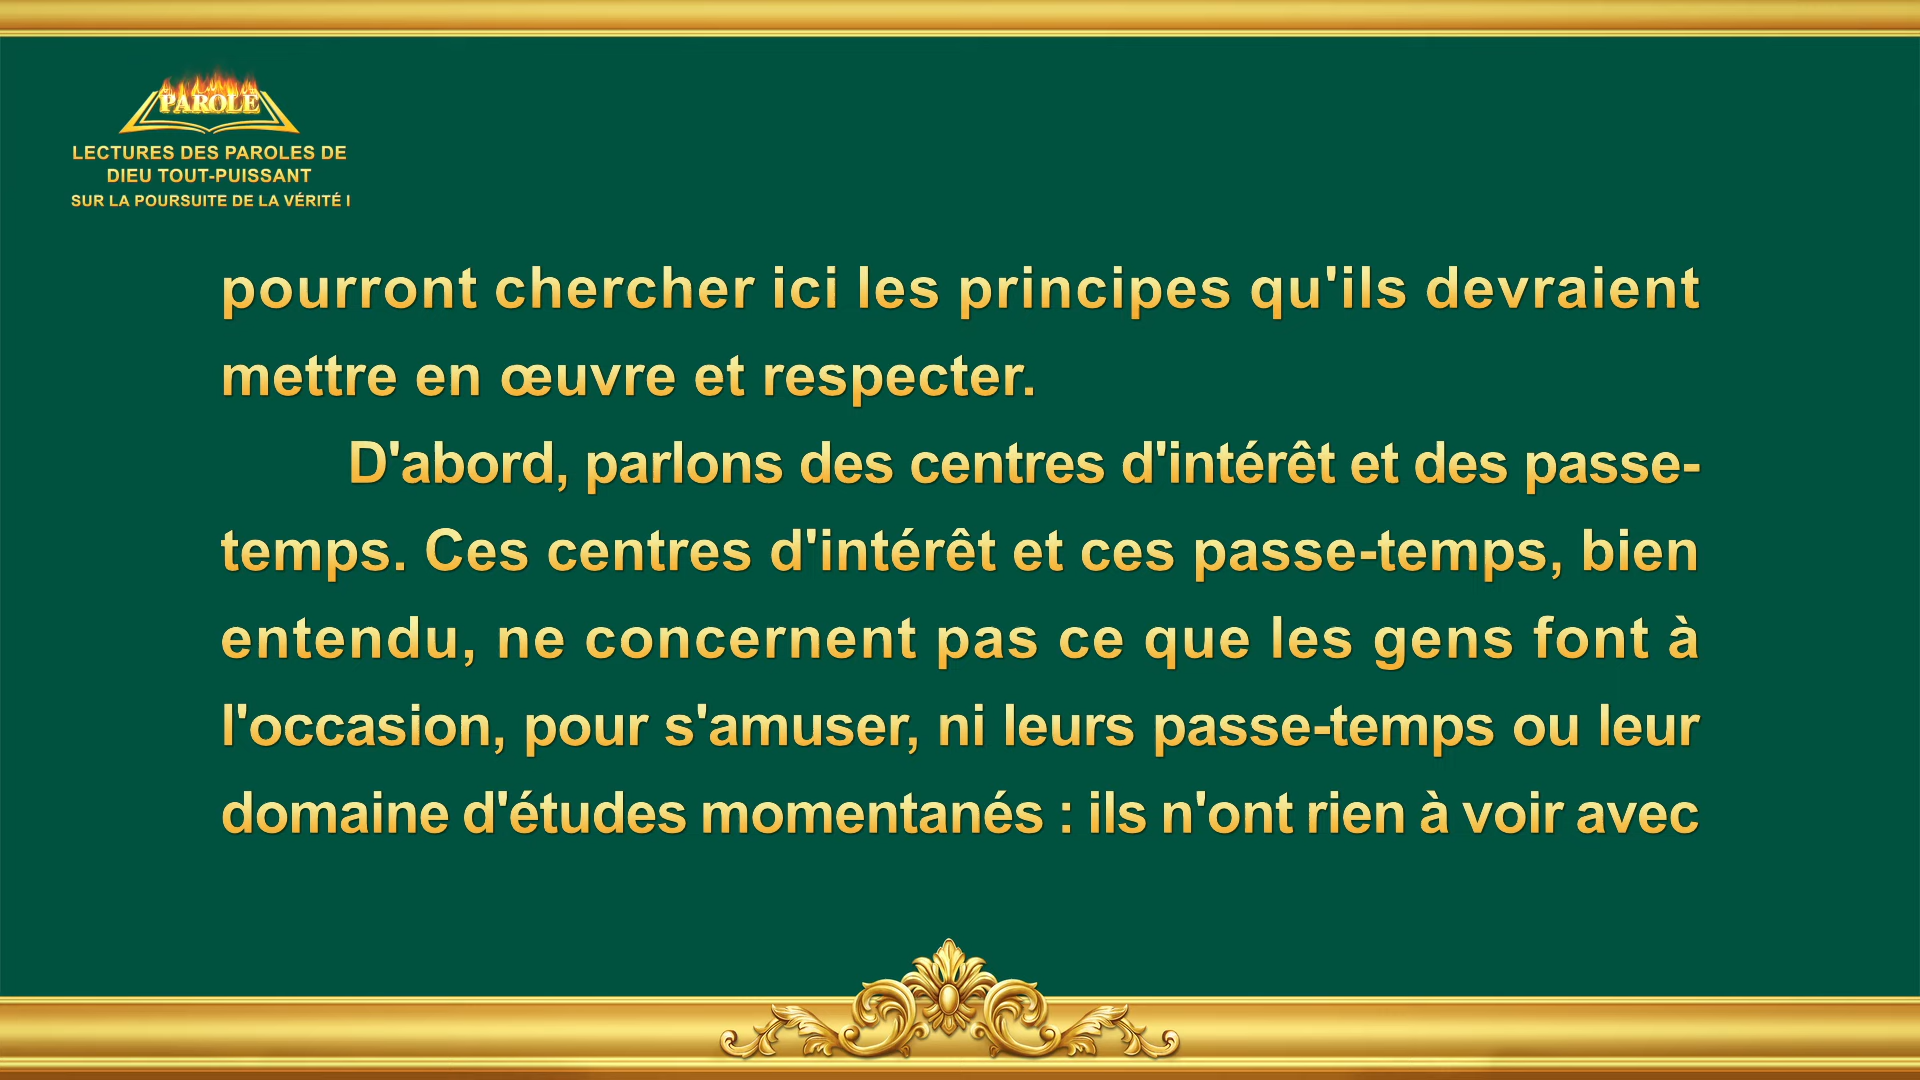 PAROLE
LECTURES DES PAROLES DE
DIEU TOUT-PUISSANT
SUR LA POURSUITE DE LA VÉRITÉ I
pourront chercher ici les principes qu'ils devraient
mettre en œuvre et respecter.
D'abord, parlons des centres d'intérêt et des passe-
temps. Ces centres d'intérêt et ces passe-temps, bien
entendu, ne concernent pas ce que les gens font à
l'occasion, pour s'amuser, ni leurs passe-temps ou leur
domaine d'études momentanés : ils n'ont rien à voir avec